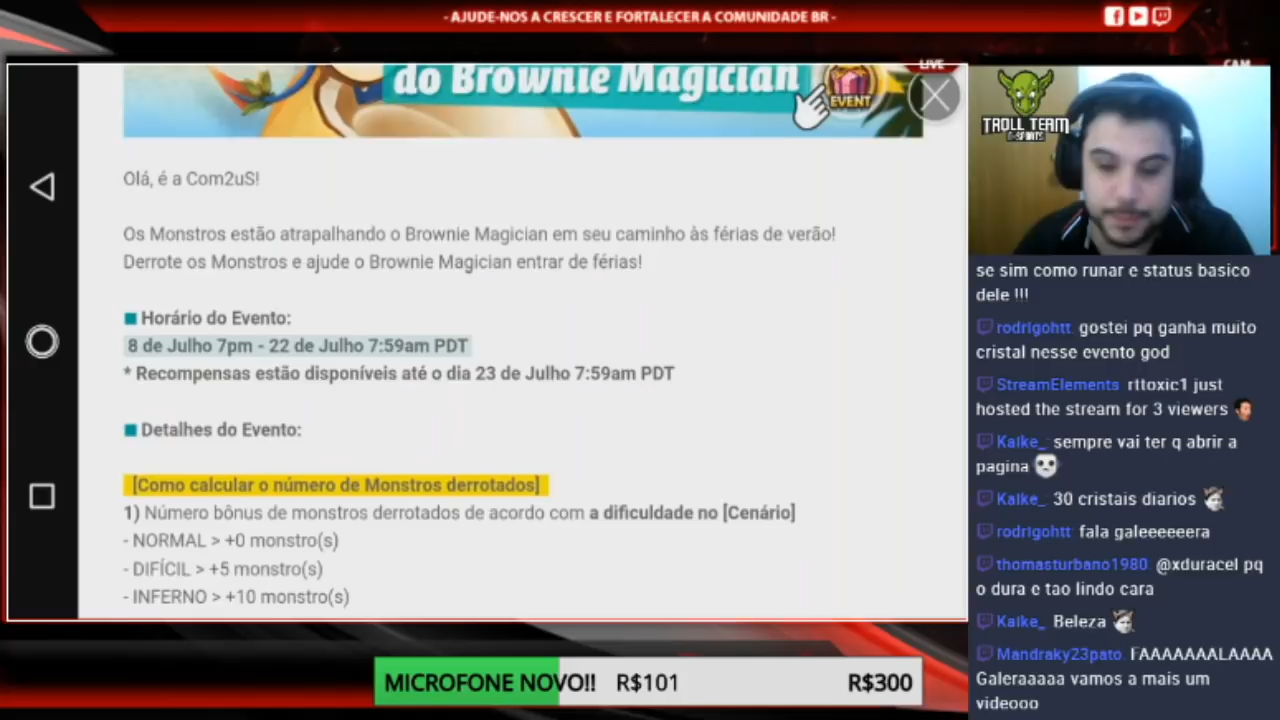 - AJUDE-NOS A CRESCER E FORTALECER A COMUNIDADE BR -
do Brownie Magician
EVENT
LIVE
CAM
Olá, é a Com2uS!
Os Monstros estão atrapalhando o Brownie Magician em seu caminho às férias de verão!
Derrote os Monstros e ajude o Brownie Magician entrar de férias!
Horário do Evento:
8 de Julho 7pm - 22 de Julho 7:59am PDT
* Recompensas estão disponíveis até o dia 23 de Julho 7:59am PDT
Detalhes do Evento:
[Como calcular o número de Monstros derrotados]
1) Número bônus de monstros derrotados de acordo com a dificuldade no [Cenário]
- NORMAL > +0 monstro(s)
- DIFÍCIL > +5 monstro(s)
- INFERNO > +10 monstro(s)
TROLL TEAM
E-SPORTS
se sim como runar e status basico
dele !!!
rodrigohtt: gostei pq ganha muito
cristal nesse evento god
StreamElements rttoxic1 just
hosted the stream for 3 viewers
Kaike_: sempre vai ter q abrir a
pagina
Kaike_ 30 cristais diarios
rodrigohtt: fala galeeeeeera
thomasturbano1980: @xduracel pq
o dura e tao lindo cara
Kaike_ Beleza
Mandraky23pato: FAAAAAAALAAAA
Galeraaaaa vamos a mais um
videooo
MICROFONE NOVO!! R$101 R$300